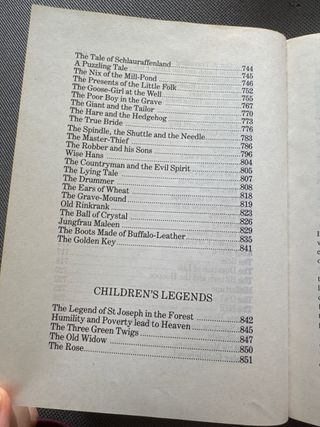 The Tale of Schlauraffenland 744
A Puzzling Tale 745
The Nix of the Mill-Pond 746
The Presents of the Little Folk 752
The Goose-Girl at the Well 755
The Poor Boy in the Grave 767
The Giant and the Tailor 770
The Hare and the Hedgehog 773
The True Bride 776
The Spindle, the Shuttle and the Needle 783
The Master-Thief 786
The Robber and his Sons 796
Wise Hans 804
The Countryman and the Evil Spirit 805
The Lying Tale 807
The Drummer 808
The Ears of Wheat 818
The Grave-Mound 819
Old Rinkrank 823
The Ball of Crystal 826
Jungfrau Maleen 829
The Boots Made of Buffalo-Leather 835
The Golden Key 841
CHILDREN'S LEGENDS
The Legend of St Joseph in the Forest 842
Humility and Poverty lead to Heaven 845
The Three Green Twigs 847
The Old Widow 850
The Rose 851